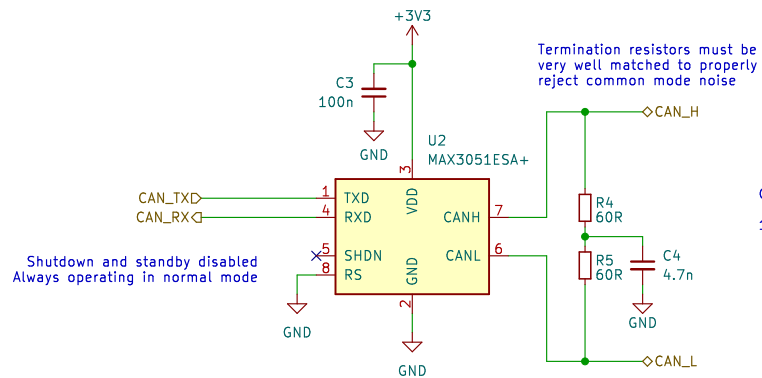 +3V3
Termination resistors must be
very well matched to properly
reject common mode noise
C3
100n
CAN_H
GND
U2
MAX3051ESA+
3
1
TXD
VDD
CAN_TX
R4
60R
CAN_RX
4
RXD
CANH
7
Shutdown and standby disabled
Always operating in normal mode
5
SHDN
CANL
6
R5
60R
C4
4.7n
8
RS
GND
2
GND
GND
GND
CAN_L